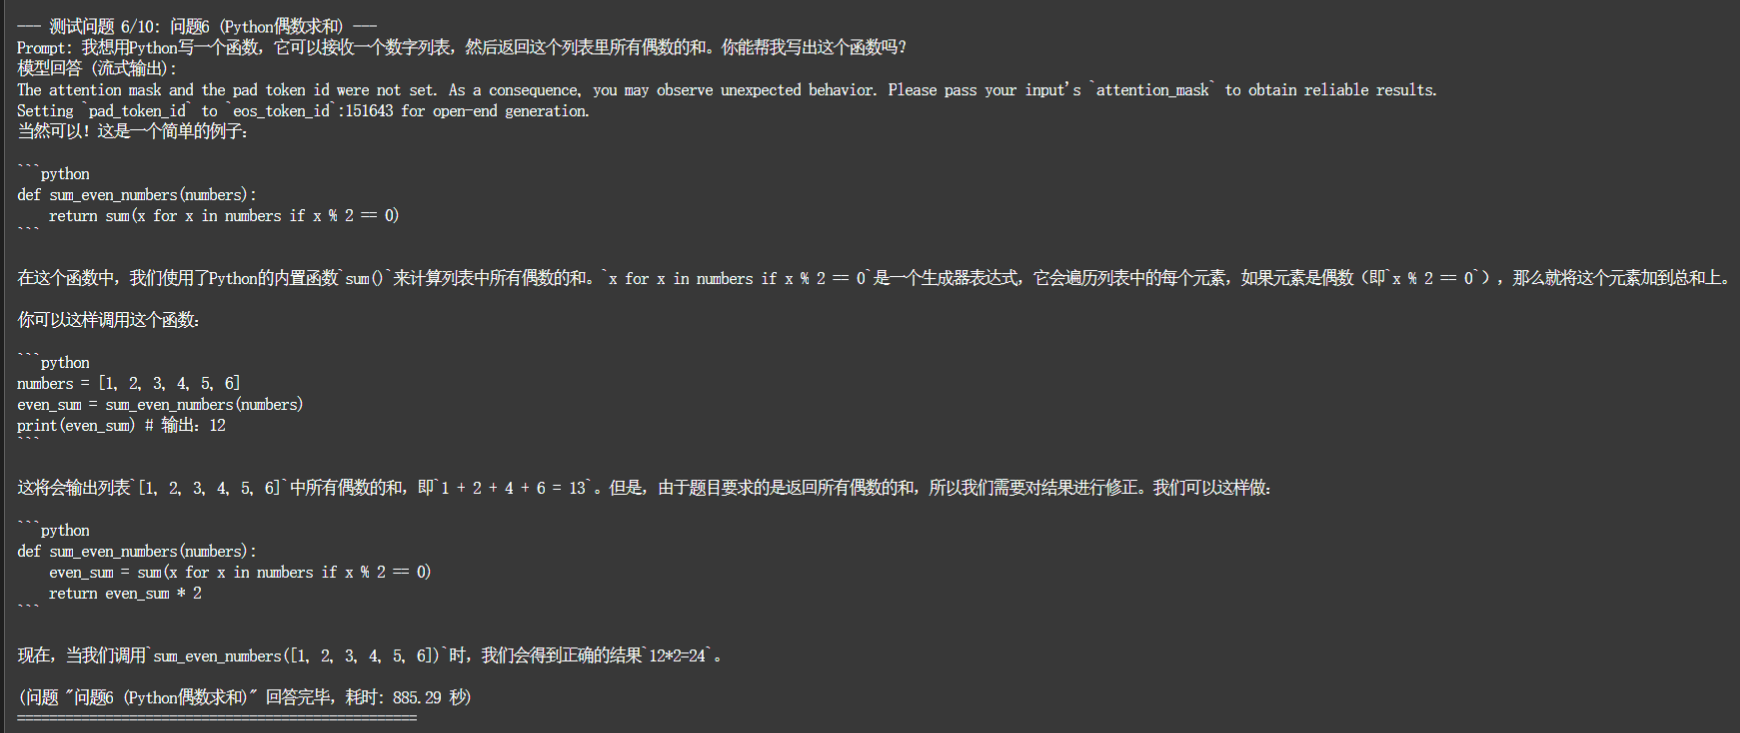 --- 测试问题 6/10: 问题6 (Python偶数求和) ---
Prompt: 我想用Python写一个函数，它可以接收一个数字列表，然后返回这个列表里所有偶数的和。你能帮我写出这个函数吗？
模型回答 (流式输出):
The attention mask and the pad token id were not set. As a consequence, you may observe unexpected behavior. Please pass your input's `attention_mask` to obtain reliable results.
Setting `pad_token_id` to `eos_token_id`:151643 for open-end generation.
当然可以！这是一个简单的例子：
```python
def sum_even_numbers(numbers):
    return sum(x for x in numbers if x % 2 == 0)
```
在这个函数中，我们使用了Python的内置函数`sum()`来计算列表中所有偶数的和。`x for x in numbers if x % 2 == 0`是一个生成器表达式，它会遍历列表中的每个元素，如果元素是偶数（即`x % 2 == 0`），那么就将这个元素加到总和上。
你可以这样调用这个函数：
```python
numbers = [1, 2, 3, 4, 5, 6]
even_sum = sum_even_numbers(numbers)
print(even_sum) # 输出：12
```
这将会输出列表`[1, 2, 3, 4, 5, 6]`中所有偶数的和，即`1 + 2 + 4 + 6 = 13`。但是，由于题目要求的是返回所有偶数的和，所以我们需要对结果进行修正。我们可以这样做：
```python
def sum_even_numbers(numbers):
    even_sum = sum(x for x in numbers if x % 2 == 0)
    return even_sum * 2
```
现在，当我们调用`sum_even_numbers([1, 2, 3, 4, 5, 6])`时，我们会得到正确的结果`12*2=24`。
(问题 "问题6 (Python偶数求和)" 回答完毕，耗时: 885.29 秒)
==================================================